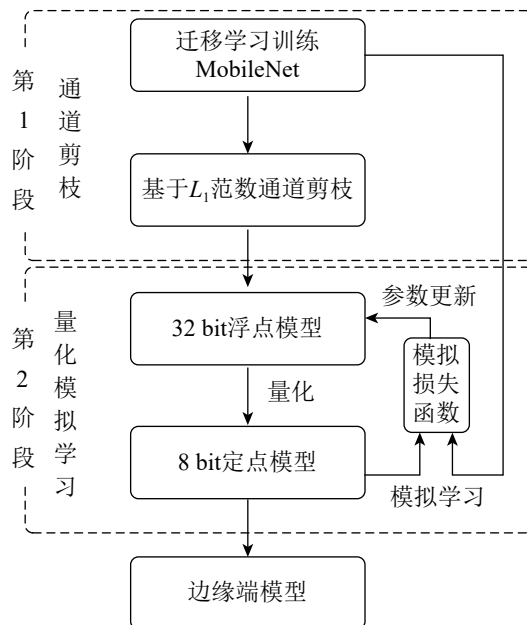 第1阶段
通道剪枝
迁移学习训练
MobileNet
基于L₁范数通道剪枝
第2阶段
量化模拟学习
32 bit浮点模型
参数更新
模拟
损失
函数
量化
8 bit定点模型
模拟学习
边缘端模型